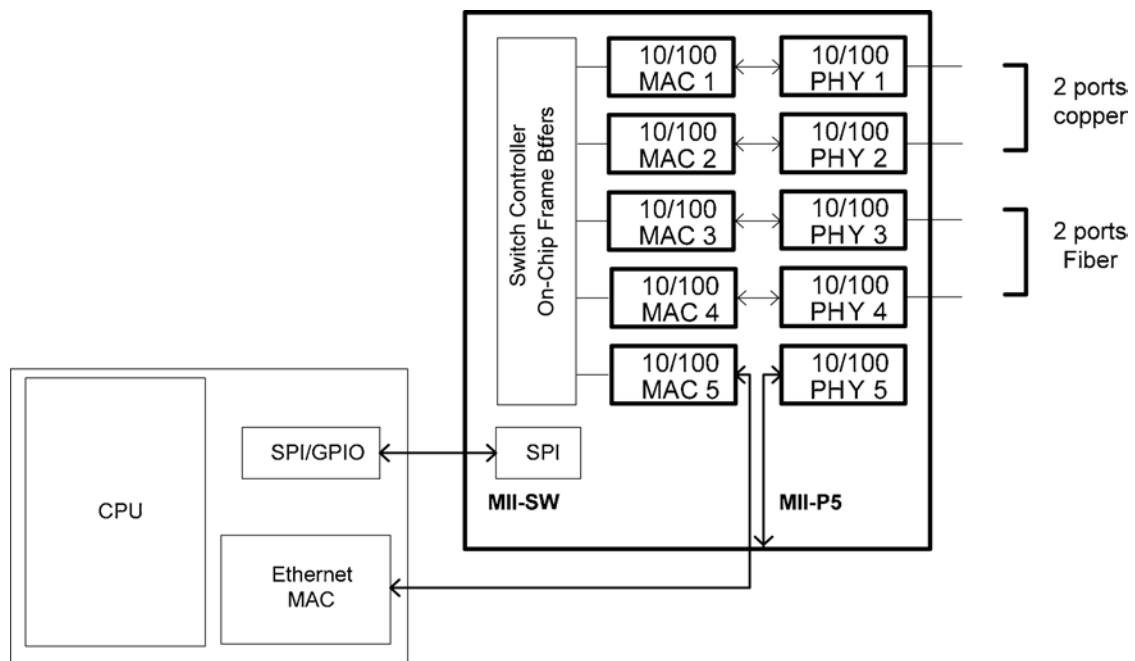 10/100
MAC 1
10/100
PHY 1
2 ports
copper
10/100
MAC 2
10/100
PHY 2
Switch Controller
On-Chip Frame Bffers
10/100
MAC 3
10/100
PHY 3
2 ports
Fiber
10/100
MAC 4
10/100
PHY 4
10/100
MAC 5
10/100
PHY 5
SPI/GPIO
SPI
MII-SW
MII-P5
CPU
Ethernet
MAC